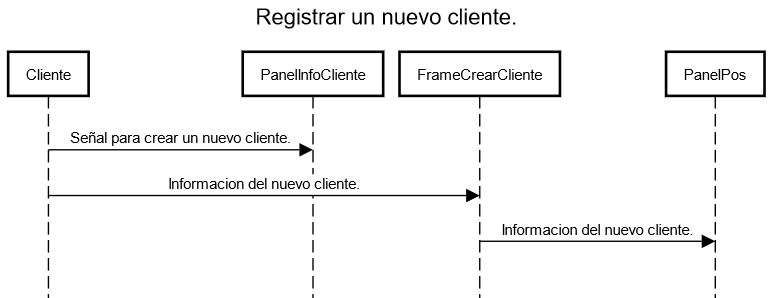 Registrar un nuevo cliente.
Cliente
PanelInfoCliente
FrameCrearCliente
PanelPos
Señal para crear un nuevo cliente.
Informacion del nuevo cliente.
Informacion del nuevo cliente.